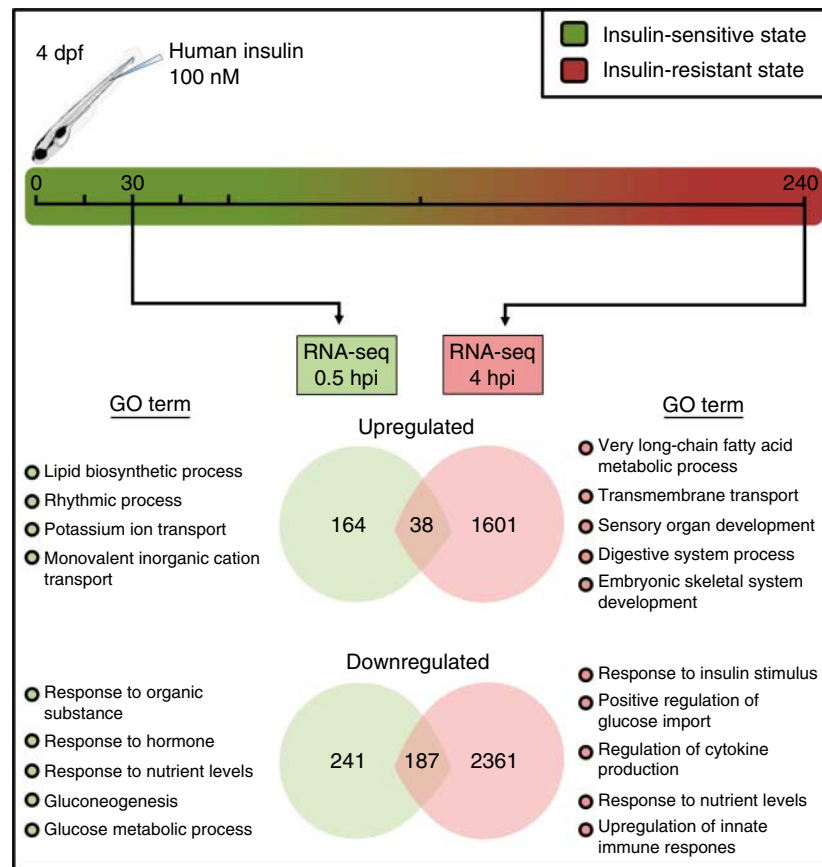 4 dpf
Human insulin
100 nM
Insulin-sensitive state
Insulin-resistant state
0
30
240
RNA-seq
0.5 hpi
RNA-seq
4 hpi
GO term
GO term
Upregulated
Lipid biosynthetic process
Rhythmic process
Potassium ion transport
Monovalent inorganic cation
transport
164
38
1601
Very long-chain fatty acid
metabolic process
Transmembrane transport
Sensory organ development
Digestive system process
Embryonic skeletal system
development
Downregulated
Response to organic
substance
Response to hormone
Response to nutrient levels
Gluconeogenesis
Glucose metabolic process
241
187
2361
Response to insulin stimulus
Positive regulation of
glucose import
Regulation of cytokine
production
Response to nutrient levels
Upregulation of innate
immune respones